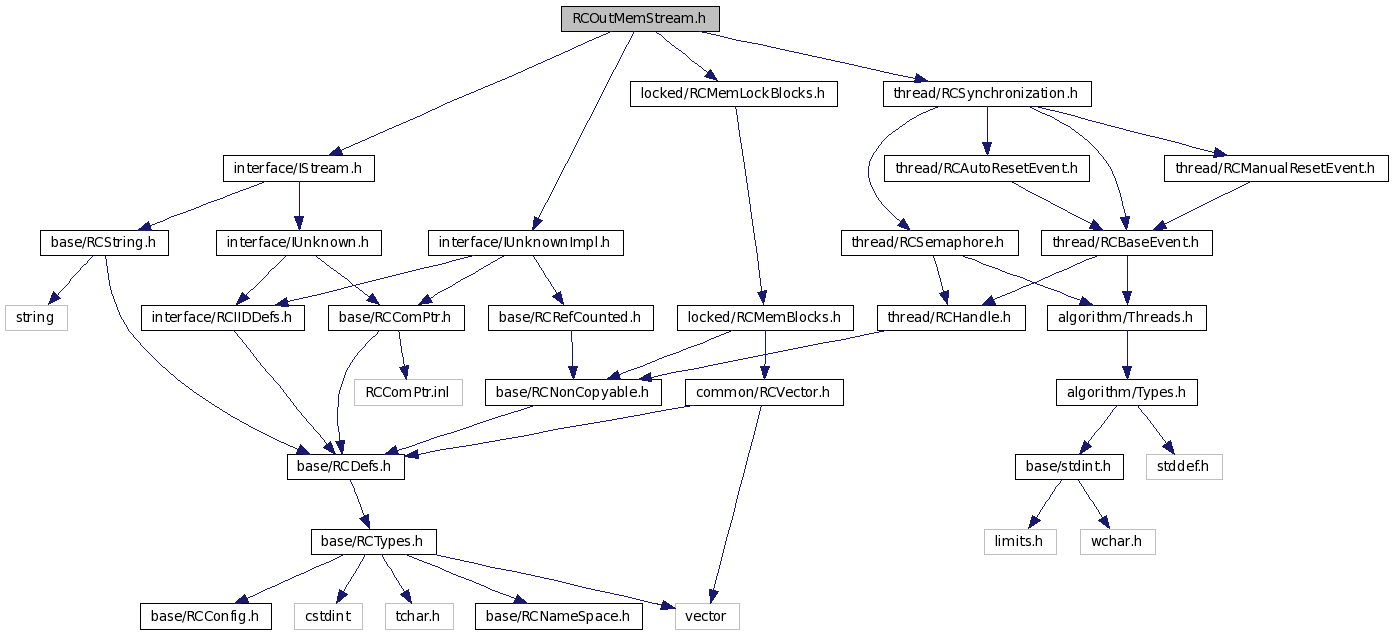 RCOutMemStream.h
locked/RCMemLockBlocks.h
thread/RCSynchronization.h
interface/IStream.h
thread/RCAutoResetEvent.h
thread/RCManualResetEvent.h
base/RCString.h
interface/IUnknown.h
interface/IUnknownImpl.h
thread/RCSemaphore.h
thread/RCBaseEvent.h
string
interface/RCIIDDefs.h
base/RCComPtr.h
base/RCRefCounted.h
locked/RCMemBlocks.h
thread/RCHandle.h
algorithm/Threads.h
RCComPtr.inl
base/RCNonCopyable.h
common/RCVector.h
algorithm/Types.h
base/RCDefs.h
base/stdint.h
stddef.h
base/RCTypes.h
limits.h
wchar.h
base/RCConfig.h
cstdint
tchar.h
base/RCNameSpace.h
vector